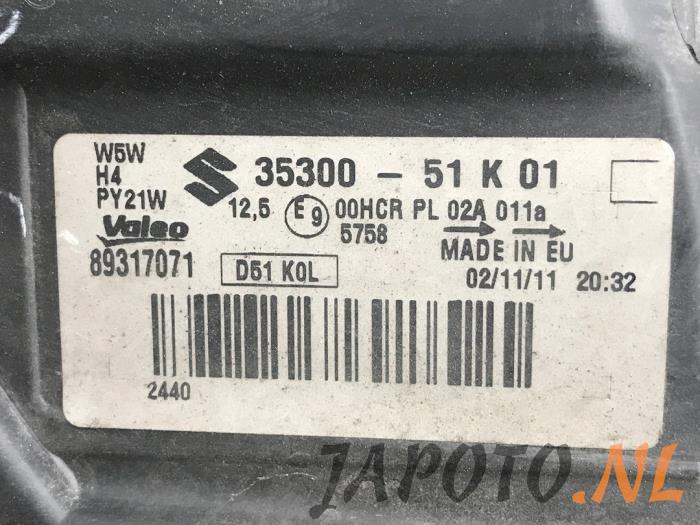 W5W
H4
PY21W
35300 - 51 K 01
12,5 E9 00HCR PL 02A 011a
5758
Valeo
MADE IN EU
89317071
D51 K0L
02/11/11 20:32
2440
JAPOTO.NL